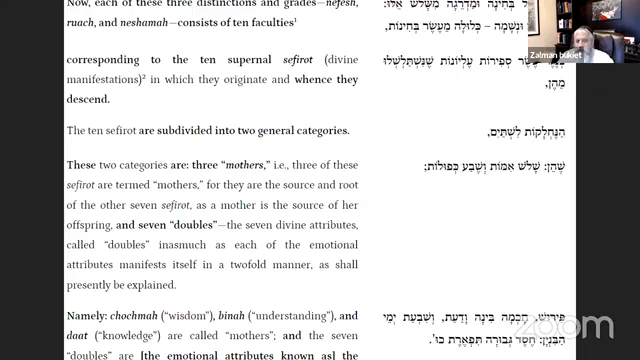 Now, each of these three distinctions and grades—nefesh,
ruach, and neshamah—consists of ten faculties¹
corresponding to the ten supernal sefirot (divine
manifestations)² in which they originate and whence they
descend.
The ten sefirot are subdivided into two general categories.
These two categories are: three “mothers,” i.e., three of these
sefirot are termed “mothers,” for they are the source and root
of the other seven sefirot, as a mother is the source of her
offspring, and seven “doubles”—the seven divine attributes,
called “doubles” inasmuch as each of the emotional
attributes manifests itself in a twofold manner, as shall
presently be explained.
Namely: chochmah (“wisdom”), binah (“understanding”), and
daat (“knowledge”) are called “mothers”; and the seven
“doubles” are [the emotional attributes known as] the
בְּחִינָה וּמַדְרֵגָה מִשָּׁלֹשׁ אֵלּוּ:
וּנְשָׁמָה – כְּלוּלָה מֵעֶשֶׂר בְּחִינוֹת,
עֶשֶׂר סְפִירוֹת עֶלְיוֹנוֹת שֶׁנִּשְׁתַּלְשְׁלוּ
מֵהֶן,
הַנֶּחְלָקוֹת לִשְׁתַּיִם,
שֶׁהֵן: שָׁלֹשׁ אִמּוֹת וְשֶׁבַע כְּפוּלוֹת;
פֵּירוּשׁ, חָכְמָה בִּינָה וָדַעַת, וְשִׁבְעַת יְמֵי
הַבִּנְיָן: חֶסֶד גְּבוּרָה תִּפְאֶרֶת כוּ'.
Zalman bukiet
zoom